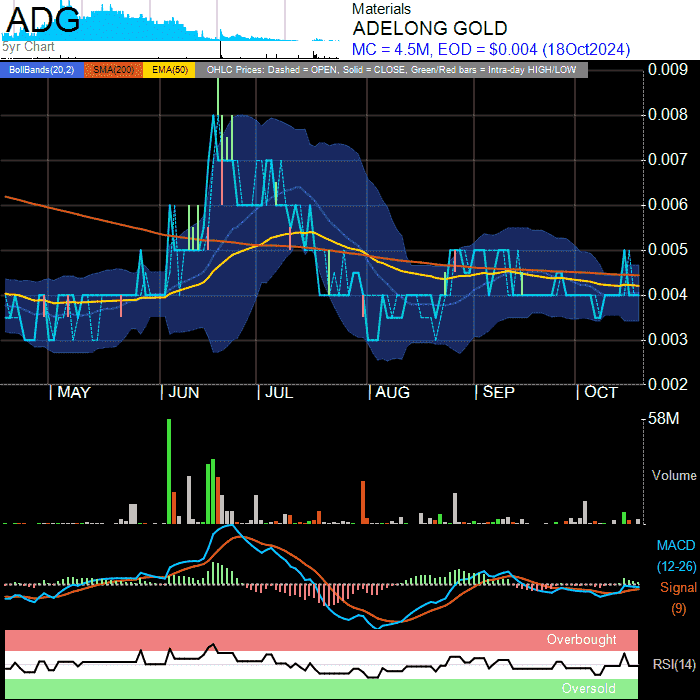 ADG
5yr Chart
Materials
ADELONG GOLD
MC = 4.5M, EOD = $0.004 (18Oct2024)
BollBands(20,2) SMA(200) EMA(50) OHLC Prices: Dashed = OPEN, Solid = CLOSE, Green/Red bars = Intra-day HIGH/LOW
0.009
0.008
0.007
0.006
0.005
0.004
0.003
0.002
| MAY | JUN | JUL | AUG | SEP | OCT
58M
Volume
MACD
(12-26)
Signal
(9)
Overbought
RSI(14)
Oversold